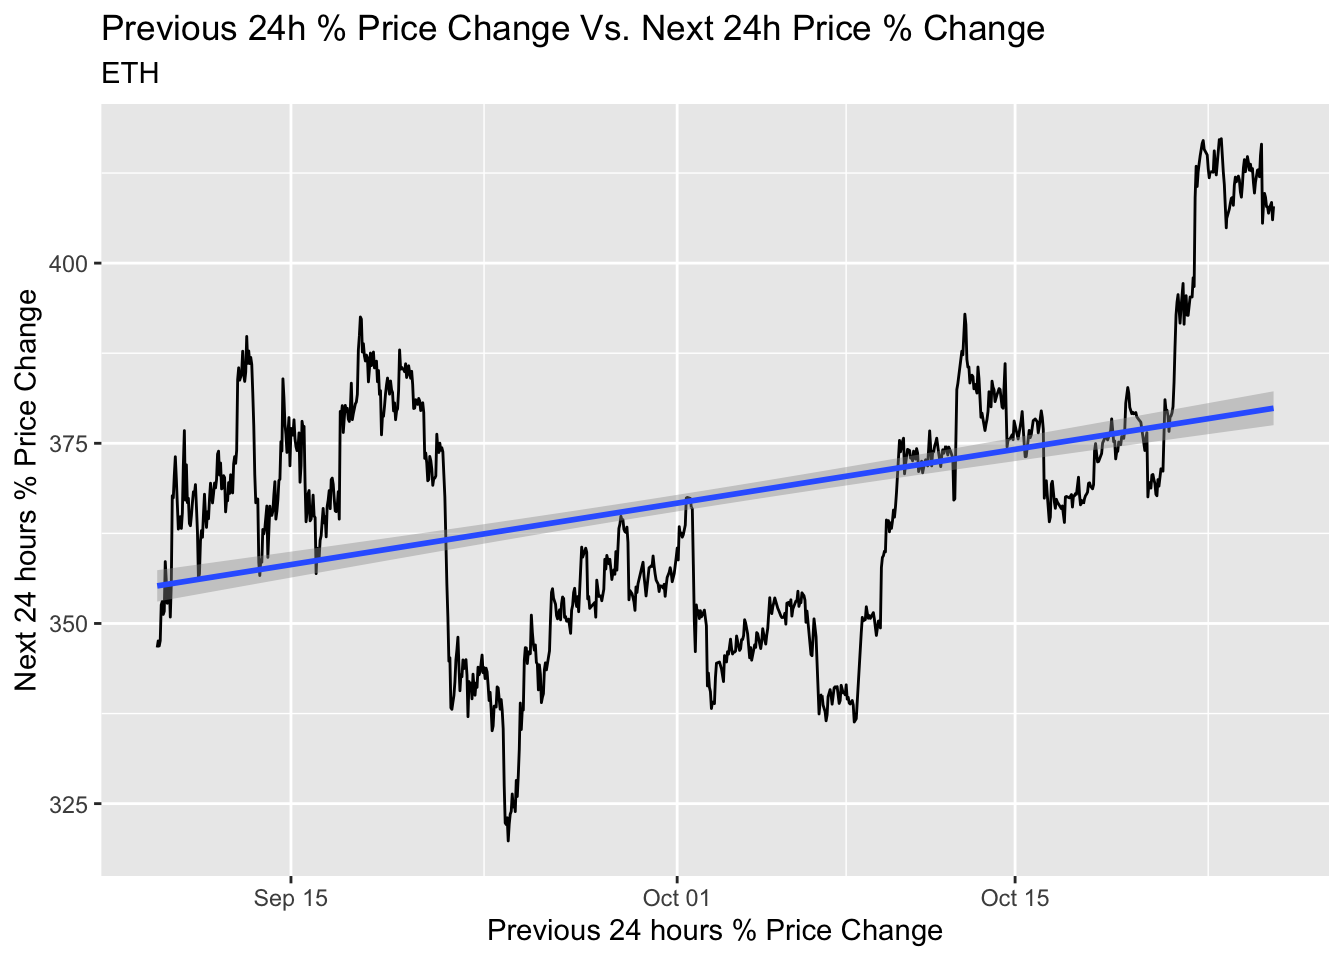 Previous 24h % Price Change Vs. Next 24h Price % Change
ETH
Next 24 hours % Price Change
400
375
350
325
Sep 15
Oct 01
Oct 15
Previous 24 hours % Price Change